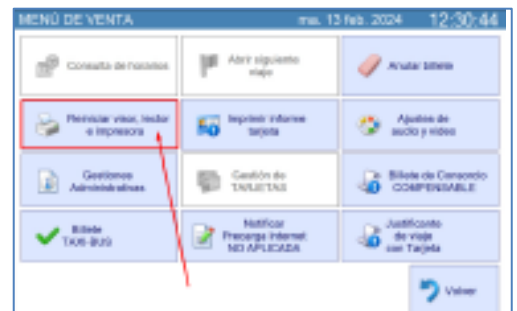 MENÚ DE VENTA
ma. 13 feb. 2024
12:30:44
Consulta de horarios
Abrir siguiente
viaje
Anular billete
Reiniciar visor, lector
e impresora
Imprimir informe
tarjeta
Ajustes de
audio y video
Gestiones
Administrativas
Gestión de
TARJETAS
Billete de Consorcio
COMPENSABLE
Billete
TAXI-BUS
Notificar
Precarga Internet
NO APLICADA
Justificante
de viaje
con Tarjeta
Volver